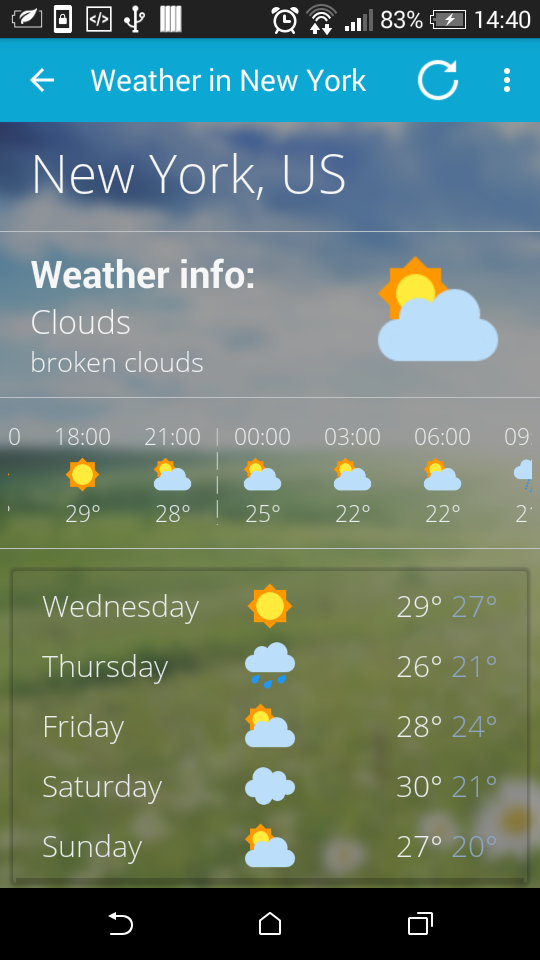 83% 14:40
Weather in New York
New York, US
Weather info:
Clouds
broken clouds
0 18:00 21:00 00:00 03:00 06:00 09
29° 28° 25° 22° 22° 2
Wednesday 29° 27°
Thursday 26° 21°
Friday 28° 24°
Saturday 30° 21°
Sunday 27° 20°